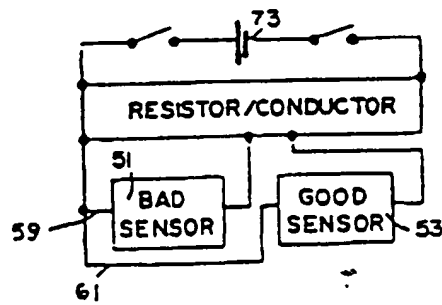 73
RESISTOR/CONDUCTOR
51
BAD
SENSOR
GOOD
SENSOR
59
53
61